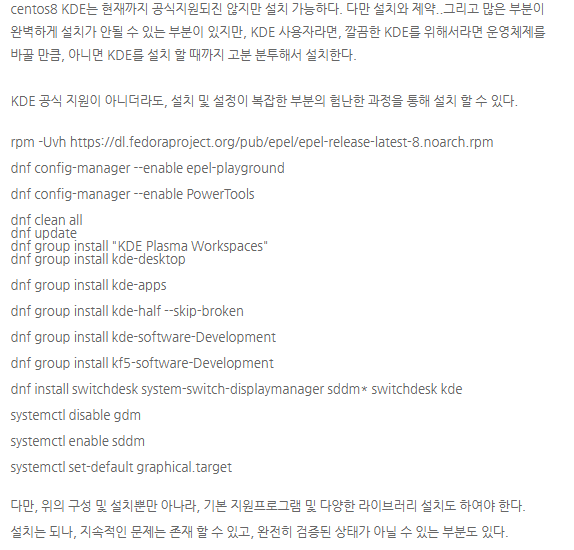 centos8 KDE는 현재까지 공식지원되진 않지만 설치 가능하다. 다만 설치와 제약..그리고 많은 부분이
완벽하게 설치가 안될 수 있는 부분이 있지만, KDE 사용자라면, 깔끔한 KDE를 위해서라면 운영체제를
바꿀 만큼, 아니면 KDE를 설치 할 때까지 고분 분투해서 설치한다.
KDE 공식 지원이 아니더라도, 설치 및 설정이 복잡한 부분의 험난한 과정을 통해 설치 할 수 있다.
rpm -Uvh https://dl.fedoraproject.org/pub/epel/epel-release-latest-8.noarch.rpm
dnf config-manager --enable epel-playground
dnf config-manager --enable PowerTools
dnf clean all
dnf update
dnf group install "KDE Plasma Workspaces"
dnf group install kde-desktop
dnf group install kde-apps
dnf group install kde-half --skip-broken
dnf group install kde-software-Development
dnf group install kf5-software-Development
dnf install switchdesk system-switch-displaymanager sddm* switchdesk kde
systemctl disable gdm
systemctl enable sddm
systemctl set-default graphical.target
다만, 위의 구성 및 설치뿐만 아나라, 기본 지원프로그램 및 다양한 라이브러리 설치도 하여야 한다.
설치는 되나, 지속적인 문제는 존재 할 수 있고, 완전히 검증된 상태가 아닐 수 있는 부분도 있다.